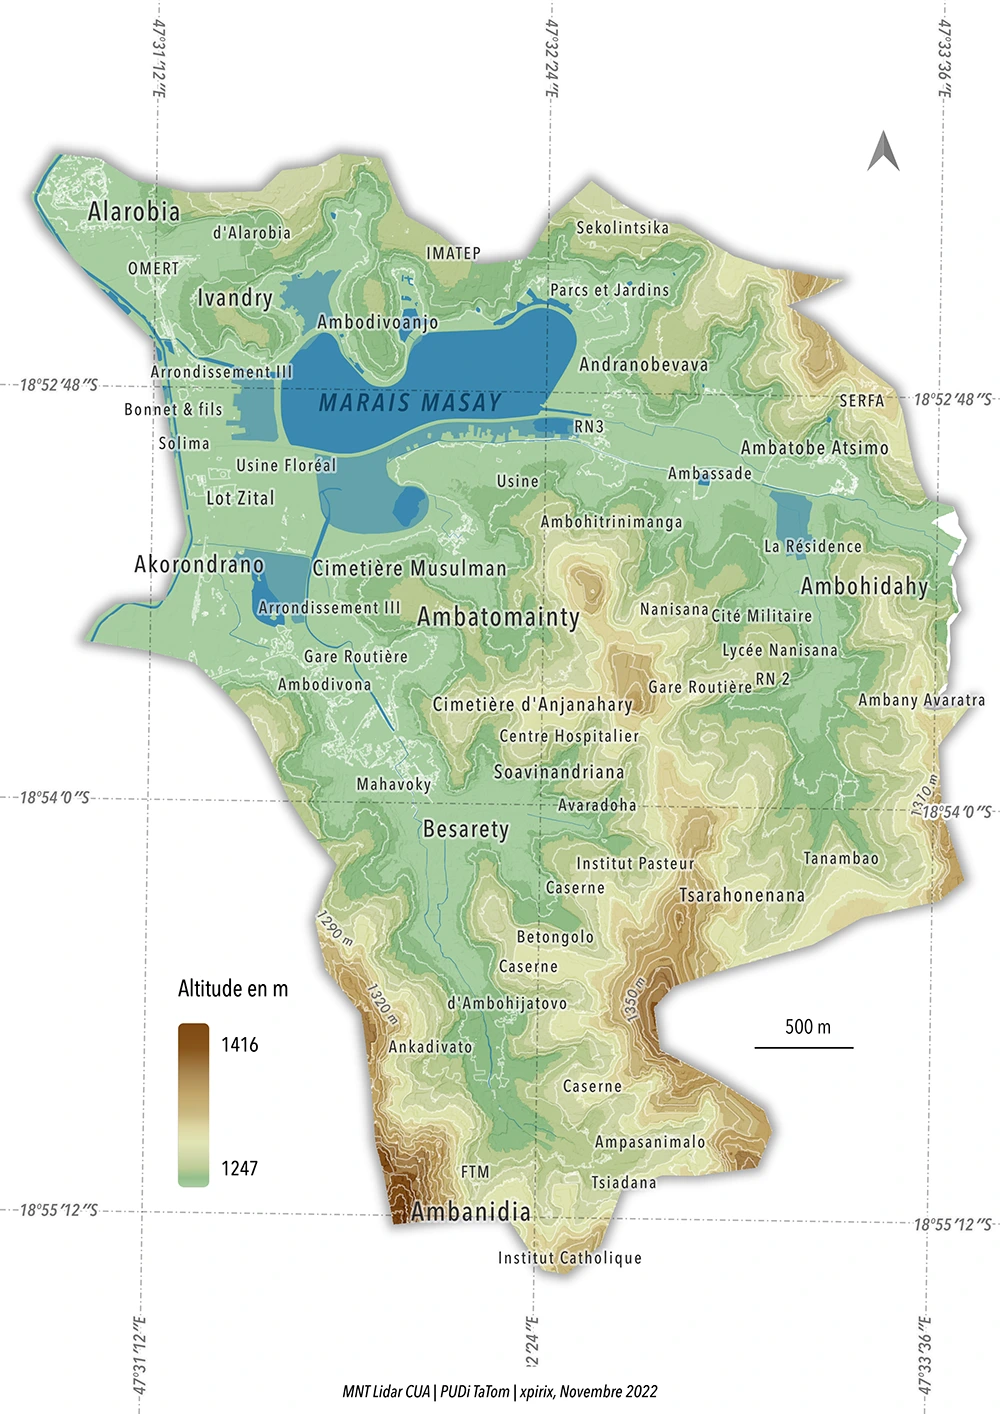 47°31'12"E
47°32'24"E
47°33'36"E
Alarobia
d'Alarobia
Sekolintsika
IMATEP
OMERT
Parcs et Jardins
Ivandry
Ambodivoanjo
Andranobevava
Arrondissement III
18°52'48"S
18°52'48"S
SERFA
MARAIS MASAY
Bonnet & fils
RN3
Solima
Ambatobe Atsimo
Usine Floréal
Ambassade
Usine
Lot Zital
Ambohitrinimanga
La Résidence
Akorondrano
Cimetière Musulman
Ambohidahy
Arrondissement III
Nanisana
Cité Militaire
Ambatomainty
Lycée Nanisana
Gare Routière
RN 2
Ambodivona
Gare Routière
Cimetière d'Anjanahary
Ambany Avaratra
Centre Hospitalier
Soavinandriana
Mahavoky
1310 m
18°54'0"S
Avaradoha
18°54'0"S
Besarety
Tanambao
Institut Pasteur
Caserne
Tsarahonenana
1290 m
Betongolo
Caserne
Altitude en m
1320 m
d'Ambohijatovo
1350 m
500 m
1416
Ankadivato
Caserne
Ampasanimalo
1247
FTM
Tsiadana
18°55'12"S
Ambanidia
18°55'12"S
Institut Catholique
47°31'12"E
2'24"E
47°33'36"E
MNT Lidar CUA | PUDi TaTom | xpirix, Novembre 2022